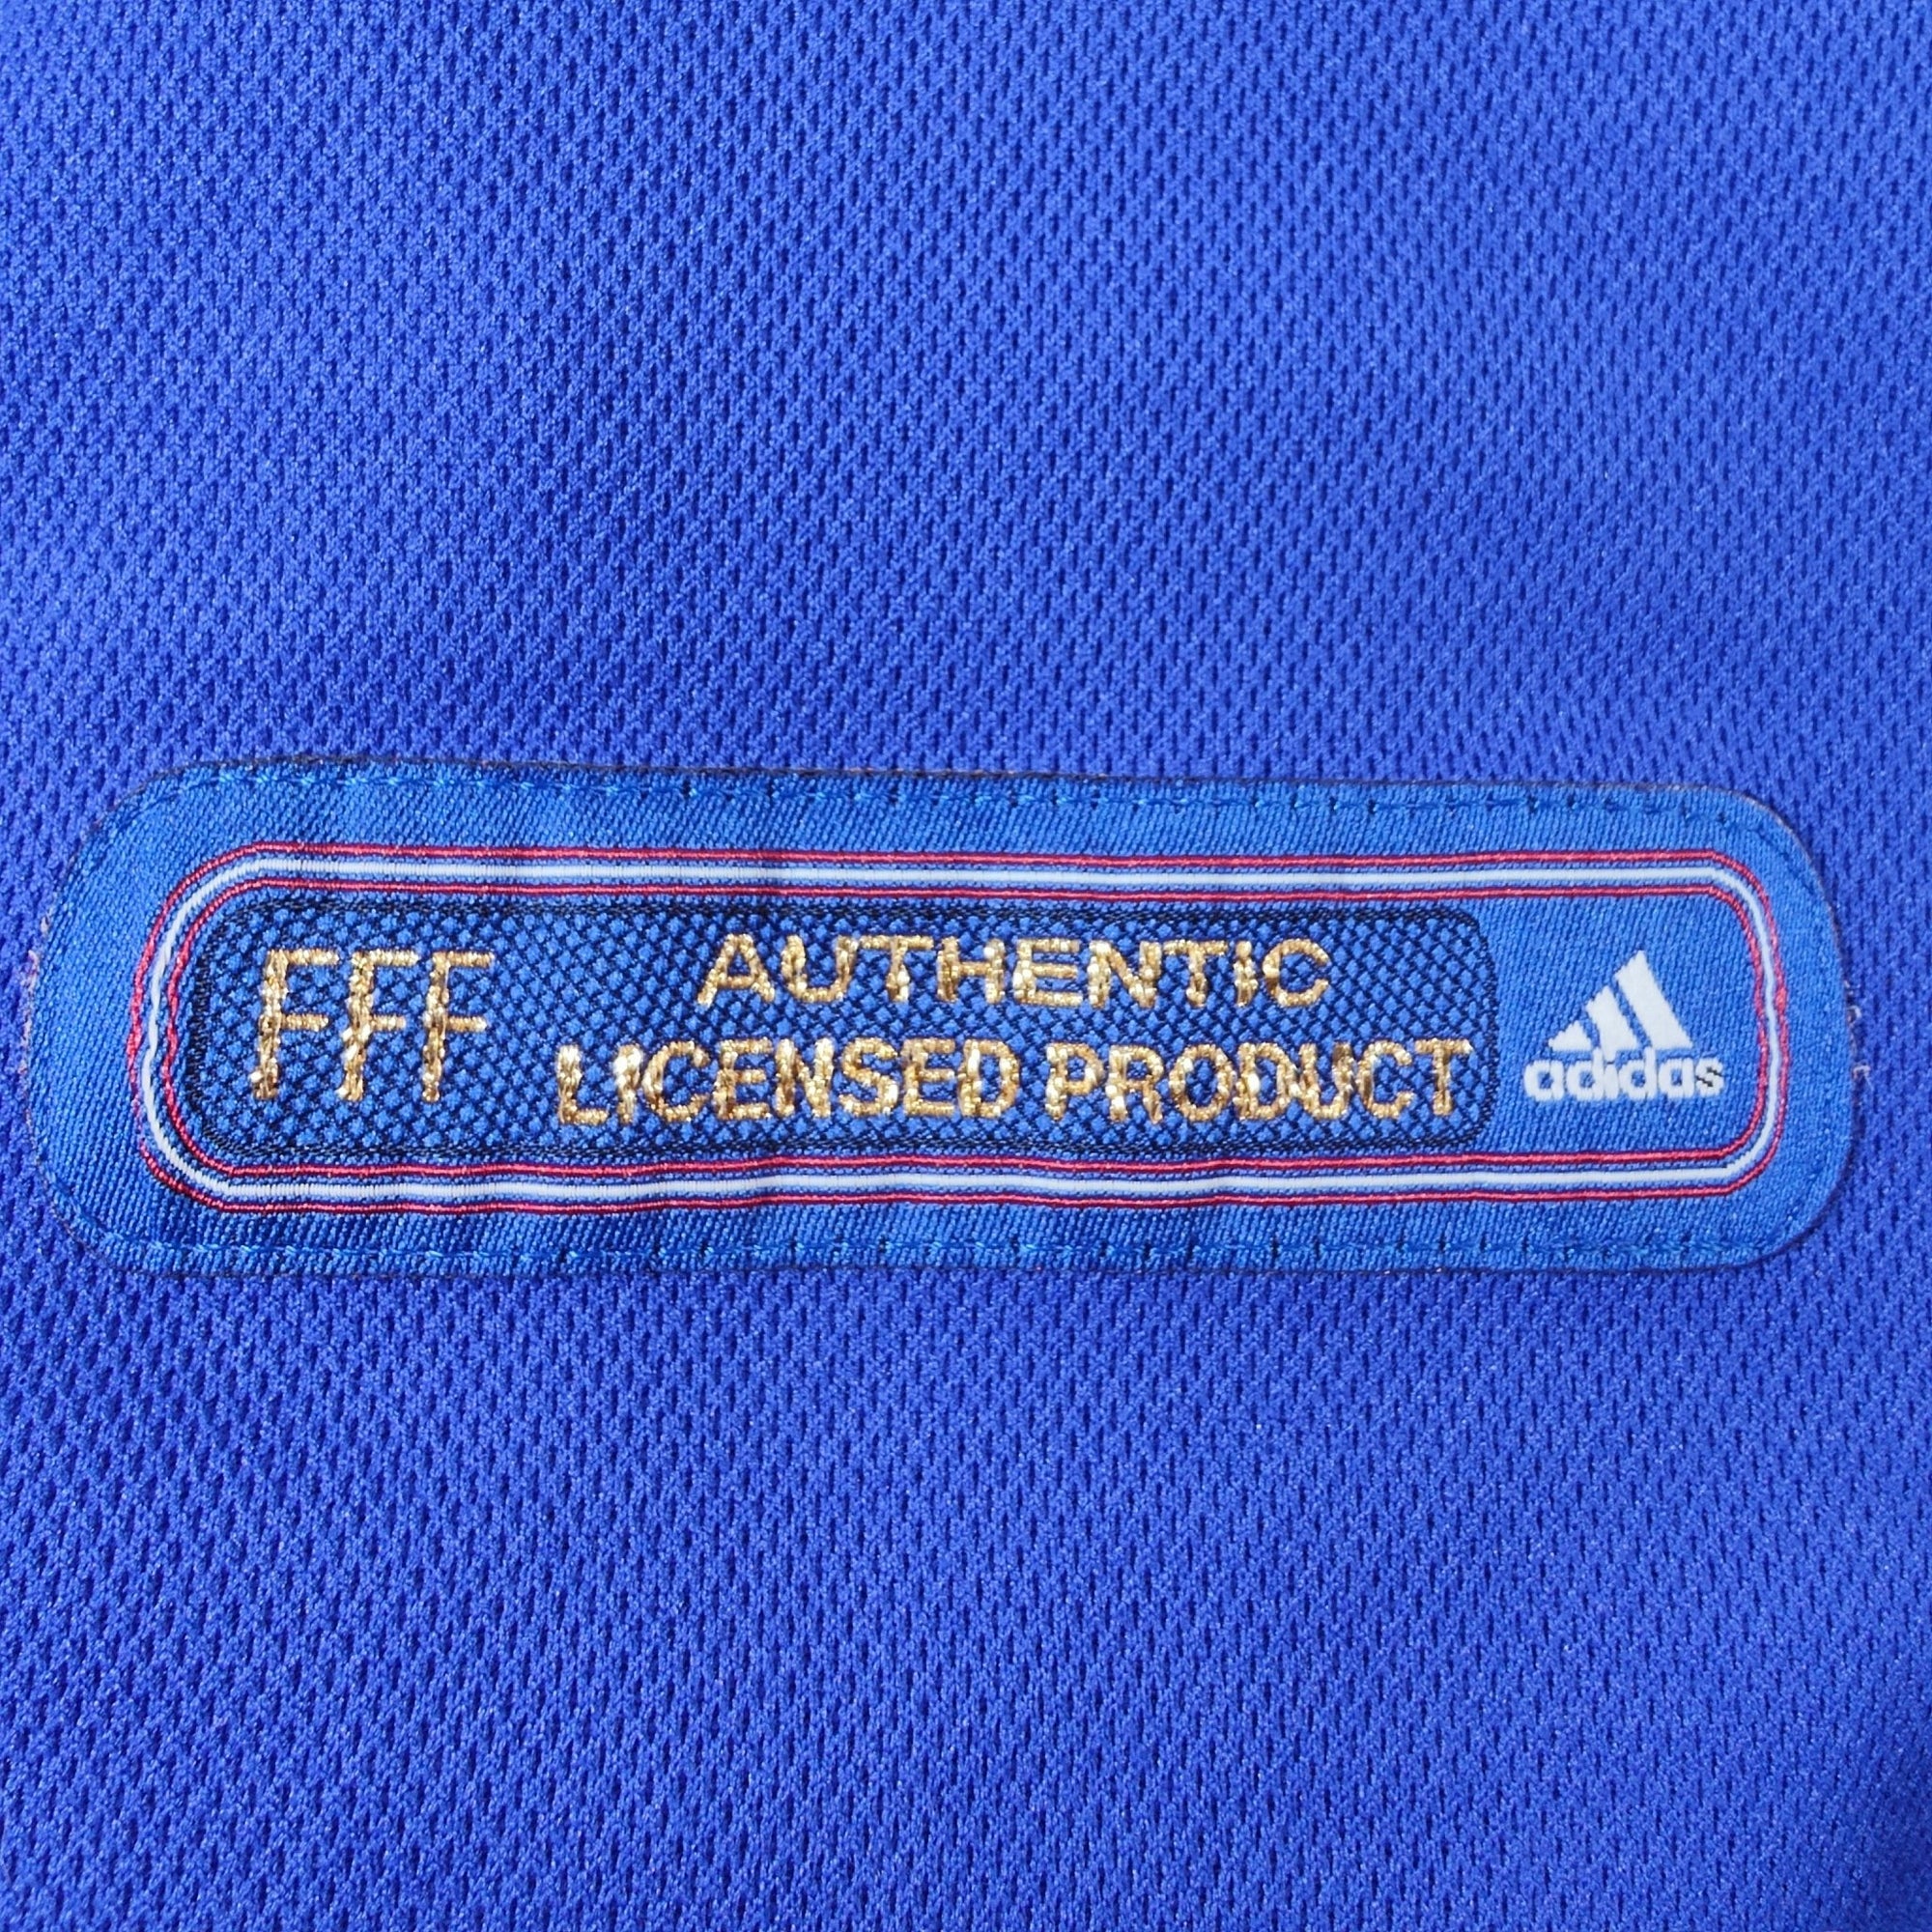 FFF
AUTHENTIC
LICENSED PRODUCT
adidas